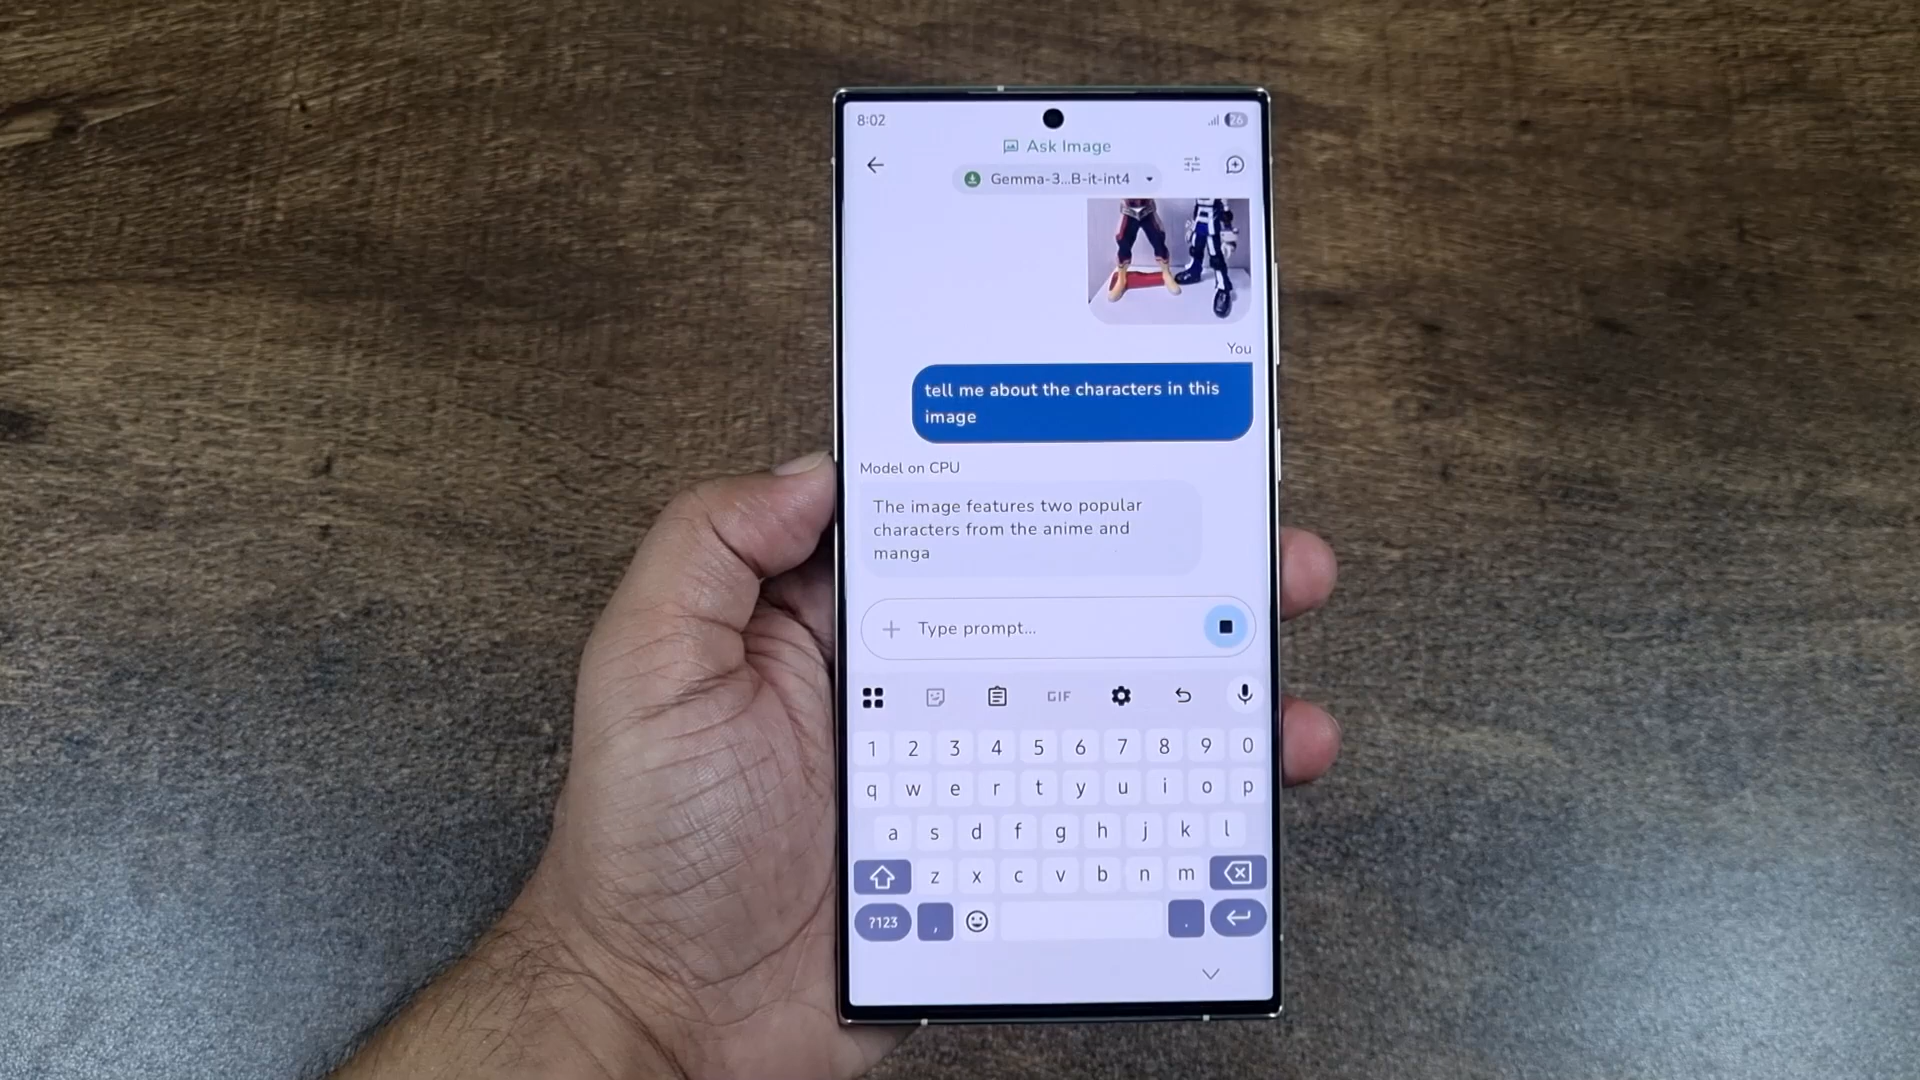 8:02
26
Ask Image
Gemma-3...B-it-int4
You
tell me about the characters in this
image
Model on CPU
The image features two popular
characters from the anime and
manga
Type prompt...
GIF
1 2 3 4 5 6 7 8 9 0
q w e r t y u i o p
a s d f g h j k l
z x c v b n m
?123 , .